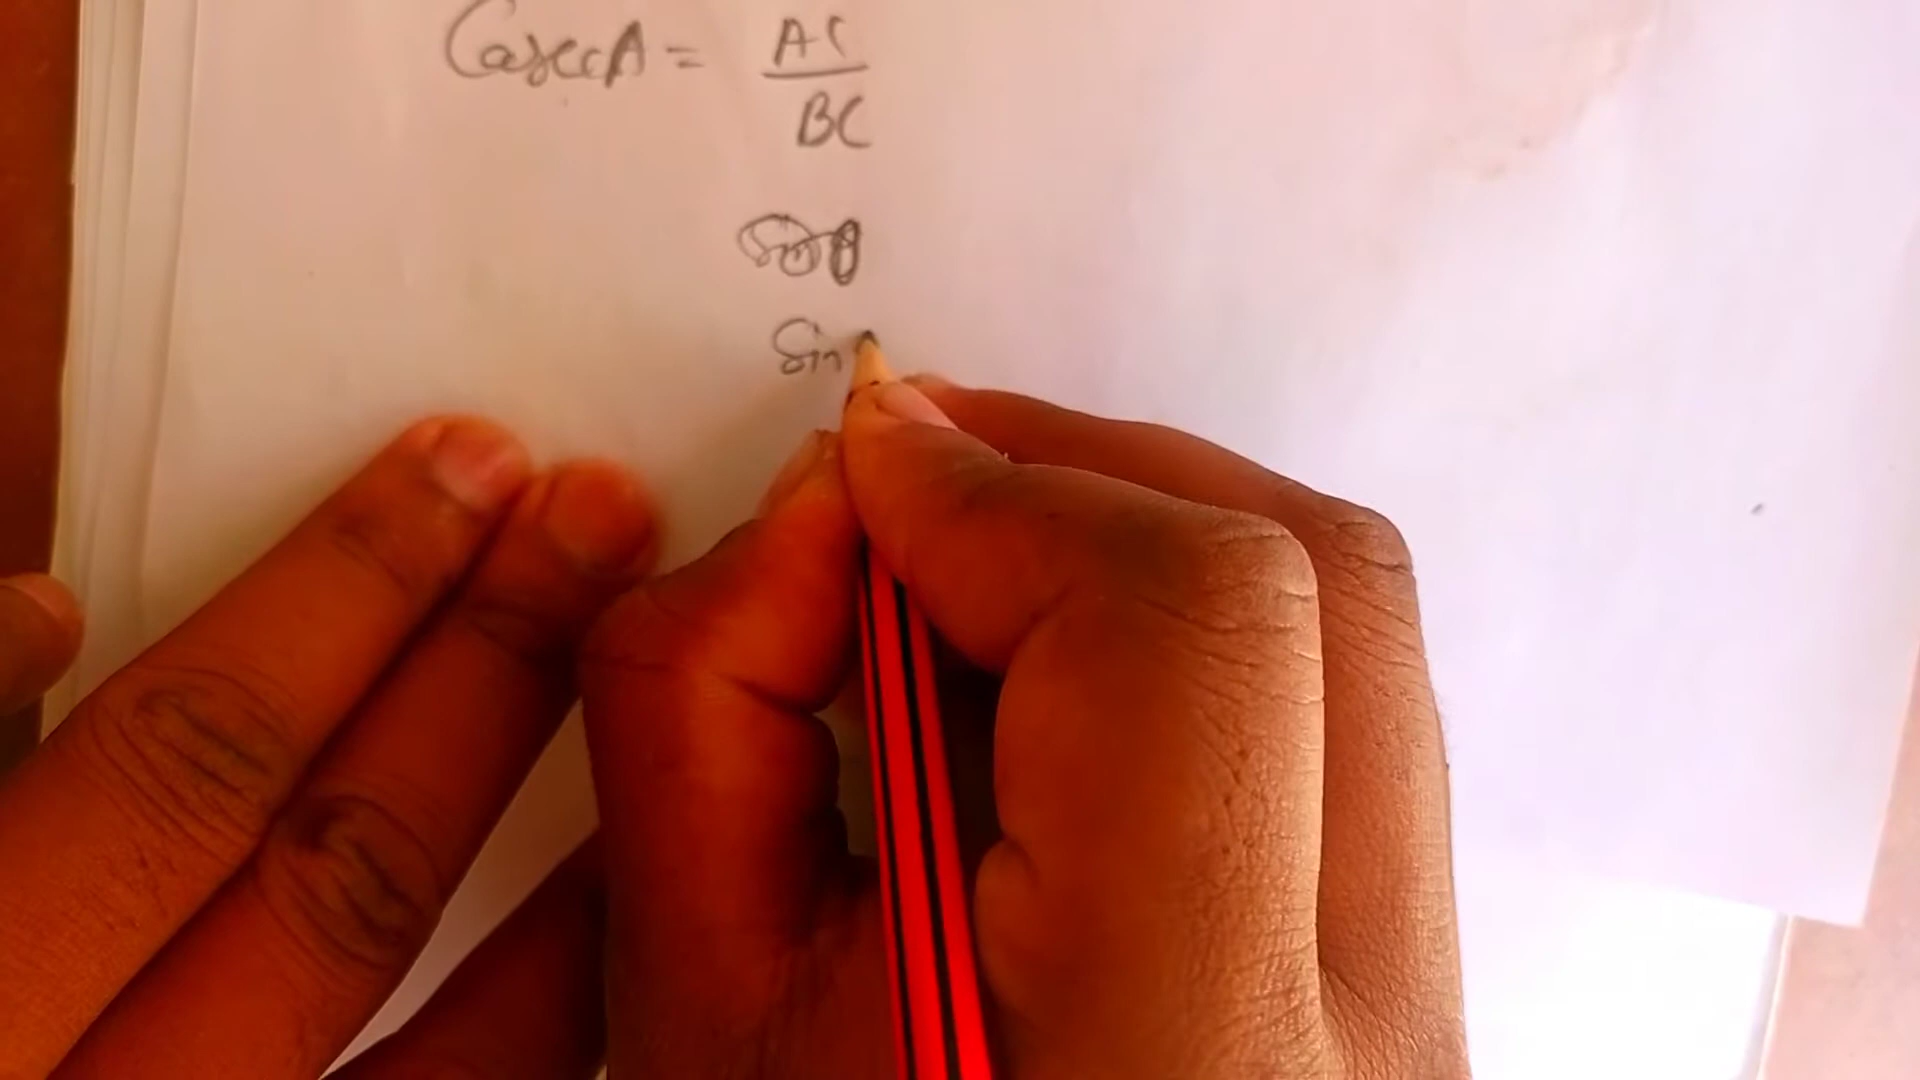 CosecA = AC
BC
Sin